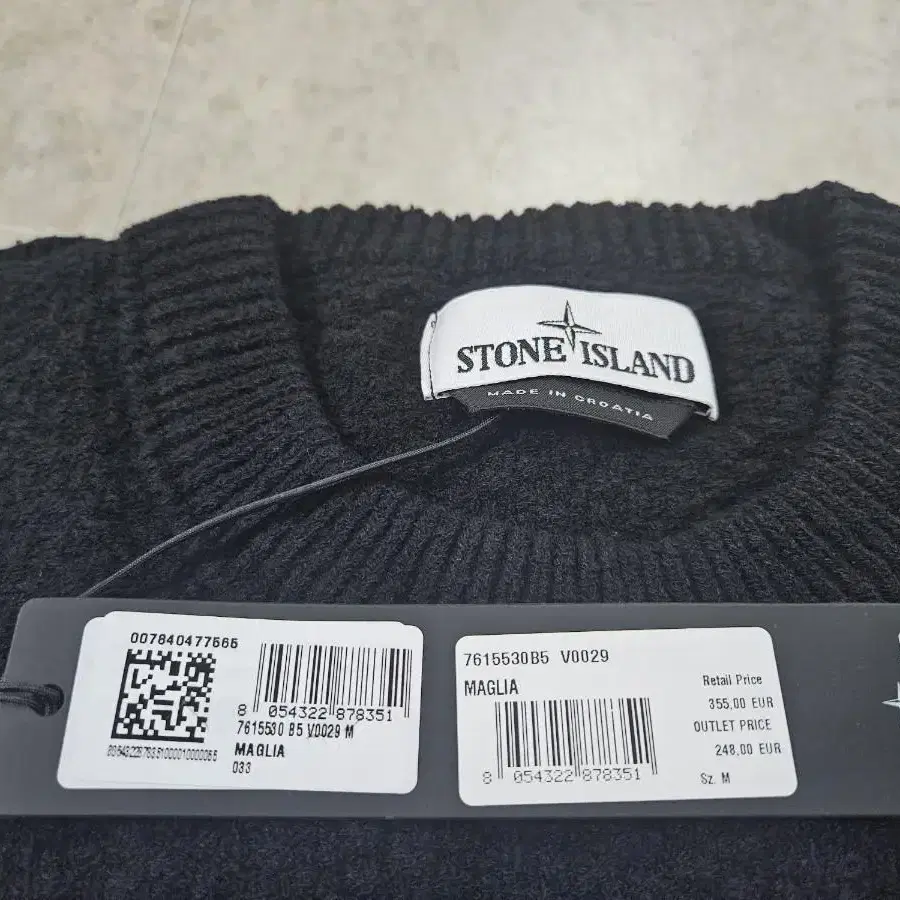 STONE ISLAND
MADE IN CROATIA
007840477565
8 054322 878351
7615530 B5 V0029 M
MAGLIA
033
7615530B5 V0029
MAGLIA
8 054322 878351
Retail Price
355,00 EUR
OUTLET PRICE
248,00 EUR
Sz. M